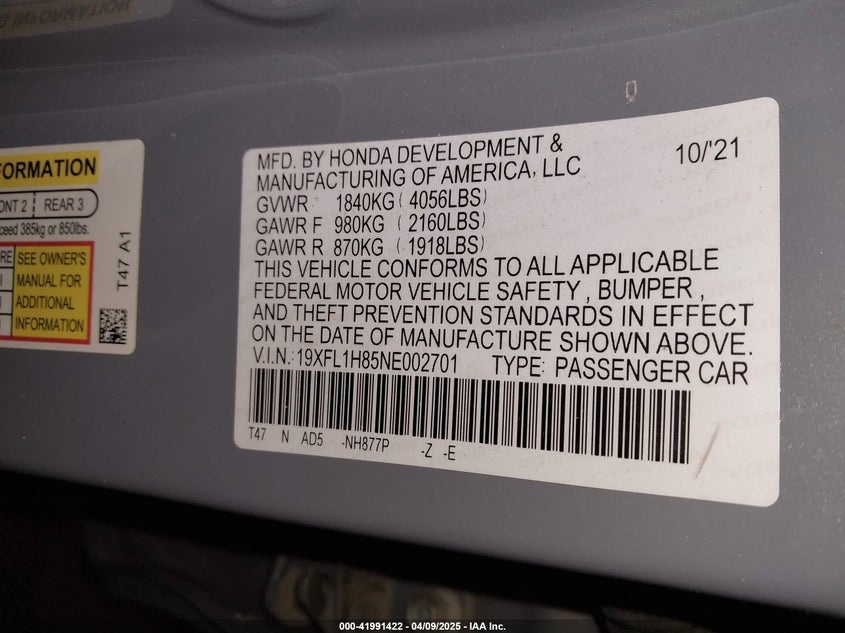 FORMATION
ONT 2 REAR 3
ceed 385kg or 850lbs.
SEE OWNER'S
MANUAL FOR
ADDITIONAL
INFORMATION
T47 A1
MFD. BY HONDA DEVELOPMENT &
MANUFACTURING OF AMERICA, LLC
10/'21
GVWR 1840KG ( 4056LBS)
GAWR F 980KG ( 2160LBS)
GAWR R 870KG ( 1918LBS)
THIS VEHICLE CONFORMS TO ALL APPLICABLE
FEDERAL MOTOR VEHICLE SAFETY , BUMPER ,
AND THEFT PREVENTION STANDARDS IN EFFECT
ON THE DATE OF MANUFACTURE SHOWN ABOVE.
V.I.N.: 19XFL1H85NE002701 TYPE: PASSENGER CAR
T47 N AD5 -NH877P -Z -E
000-41991422 / 04/09/2025 - IAA Inc.